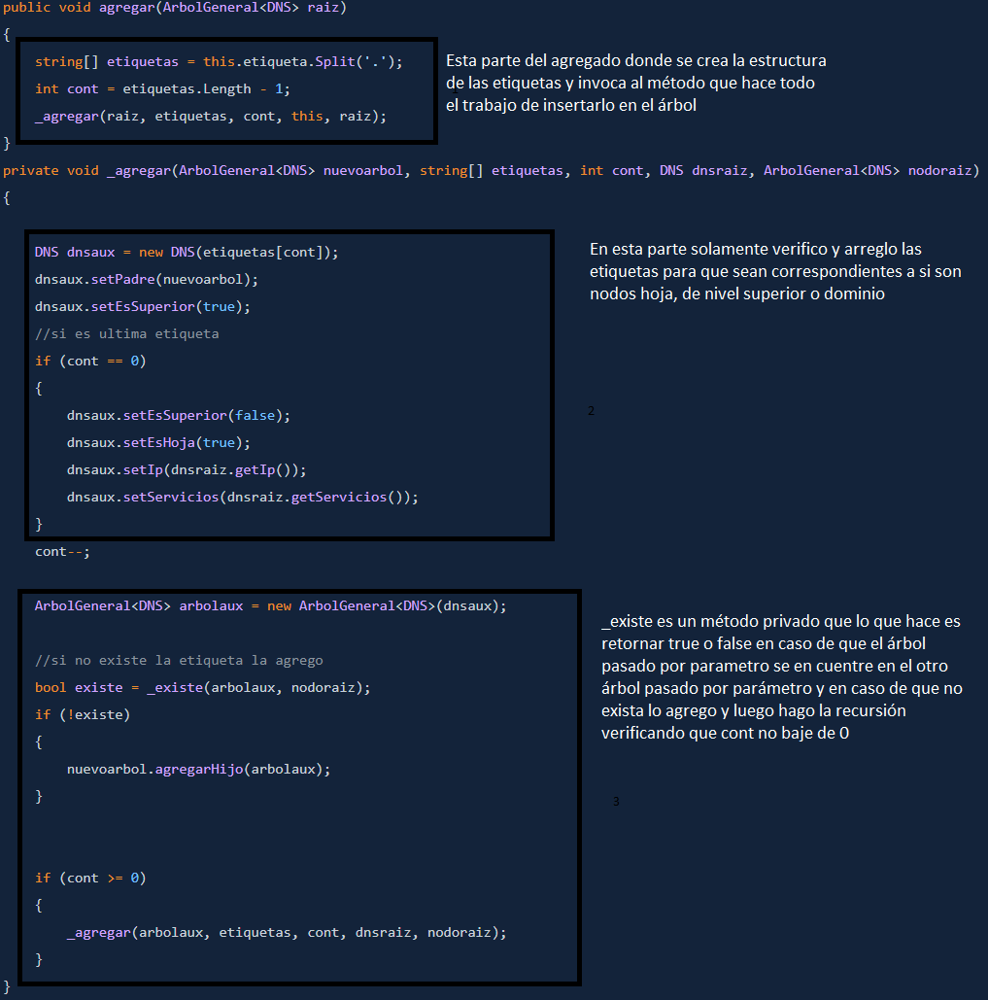 public void agregar(ArbolGeneral<DNS> raiz)
{
string[] etiquetas = this.etiqueta.Split('.');
int cont = etiquetas.Length - 1;
_agregar(raiz, etiquetas, cont, this, raiz);
Esta parte del agregado donde se crea la estructura
de las etiquetas y invoca al método que hace todo
el trabajo de insertarlo en el árbol
}
private void _agregar(ArbolGeneral<DNS> nuevoarbol, string[] etiquetas, int cont, DNS dnsraiz, ArbolGeneral<DNS> nodoraiz)
{
DNS dnsaux = new DNS(etiquetas[cont]);
dnsaux.setPadre(nuevoarbol);
dnsaux.setEsSuperior(true);
//si es ultima etiqueta
if (cont == 0)
{
dnsaux.setEsSuperior(false);
dnsaux.setEsHoja(true);
dnsaux.setIp(dnsraiz.getIp());
dnsaux.setServicios(dnsraiz.getServicios());
}
En esta parte solamente verifico y arreglo las
etiquetas para que sean correspondientes a si son
nodos hoja, de nivel superior o dominio
2
cont--;
ArbolGeneral<DNS> arbolaux = new ArbolGeneral<DNS>(dnsaux);
//si no existe la etiqueta la agrego
bool existe = _existe(arbolaux, nodoraiz);
if (!existe)
{
nuevoarbol.agregarHijo(arbolaux);
}
if (cont >= 0)
{
_agregar(arbolaux, etiquetas, cont, dnsraiz, nodoraiz);
}
_existe es un método privado que lo que hace es
retornar true o false en caso de que el árbol
pasado por parametro se en cuentre en el otro
árbol pasado por parámetro y en caso de que no
exista lo agrego y luego hago la recursión
verificando que cont no baje de 0
3
}